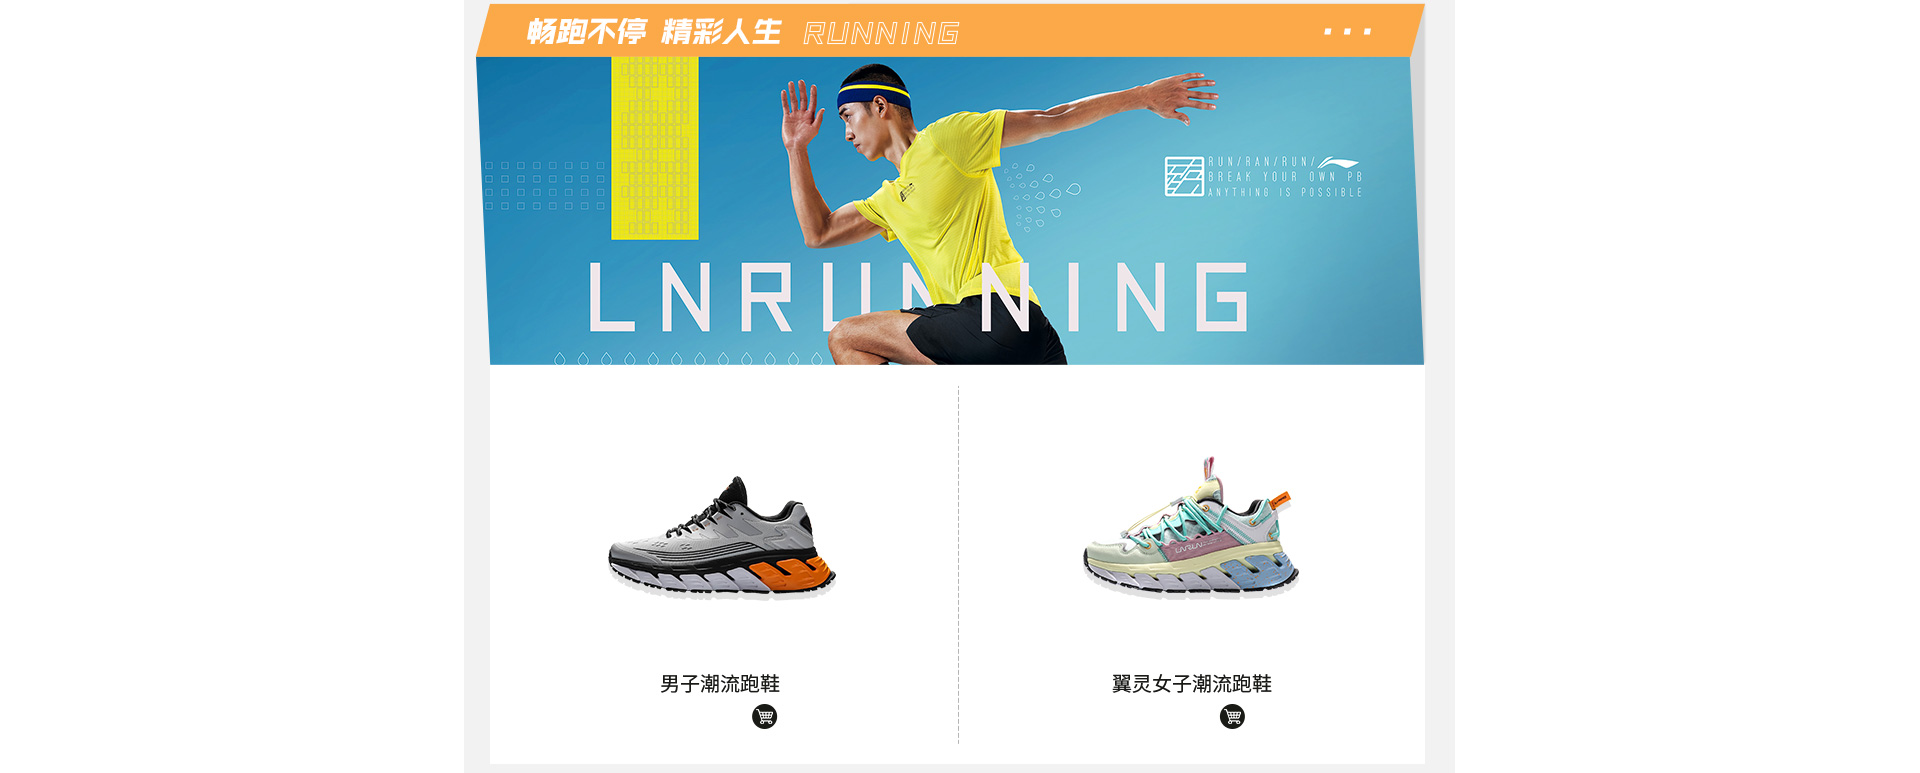 畅跑不停 精彩人生 RUNNING
RUN/RAN/RUN/
BREAK YOUR OWN PB
ANYTHING IS POSSIBLE
LNRUNNING
男子潮流跑鞋
翼灵女子潮流跑鞋